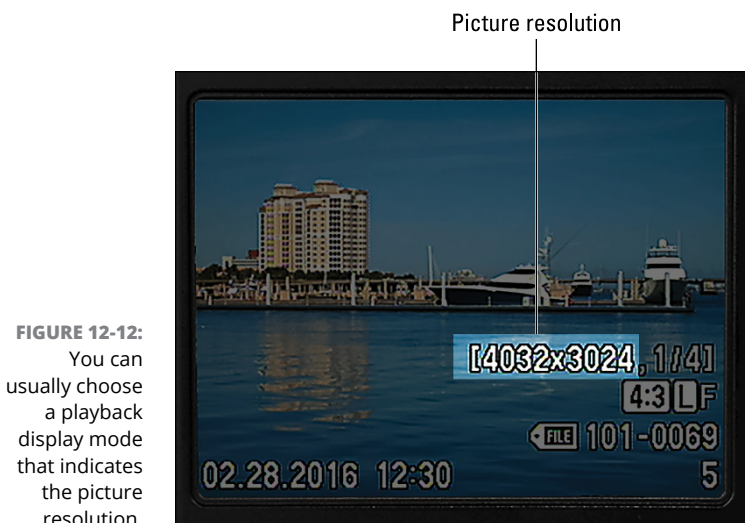 Picture resolution
[4032x3024,1/4]
4:3 L F
FILE 101-0069
02.28.2016 12:30 5
FIGURE 12-12:
You can
usually choose
a playback
display mode
that indicates
the picture
resolution.